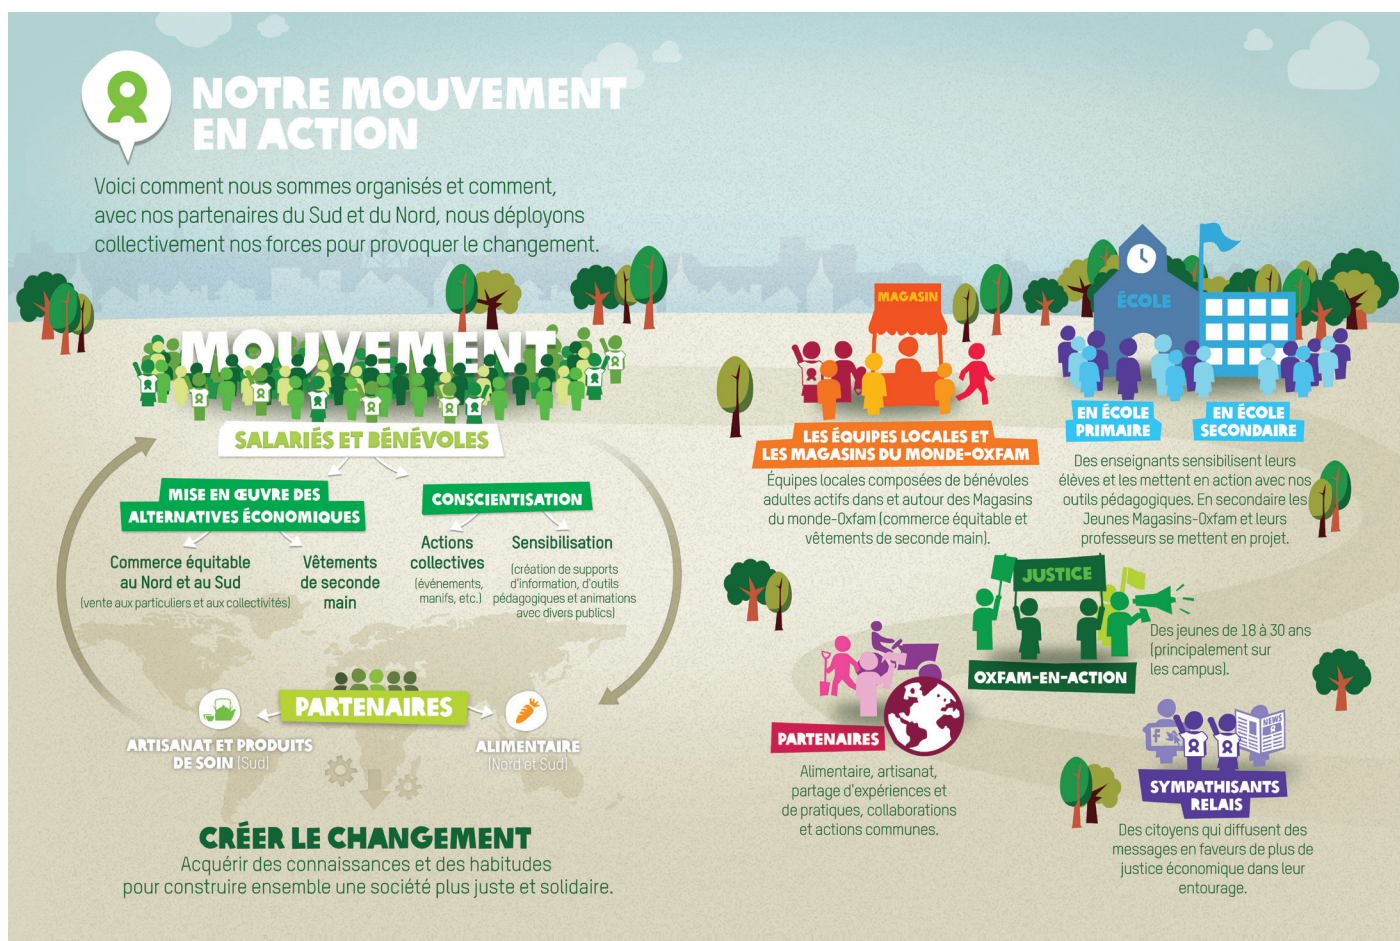 NOTRE MOUVEMENT
EN ACTION
Voici comment nous sommes organisés et comment,
avec nos partenaires du Sud et du Nord, nous déployons
collectivement nos forces pour provoquer le changement.
MOUVEMENT
SALARIÉS ET BÉNÉVOLES
MISE EN ŒUVRE DES
ALTERNATIVES ÉCONOMIQUES
Commerce équitable
au Nord et au Sud
(vente aux particuliers et aux collectivités)
Vêtements
de seconde
main
CONSCIENTISATION
Actions
collectives
(événements,
manifs, etc.)
Sensibilisation
(création de supports
d'information, d'outils
pédagogiques et animations
avec divers publics)
PARTENAIRES
ARTISANAT ET PRODUITS
DE SOIN (Sud)
ALIMENTAIRE
(Nord et Sud)
CRÉER LE CHANGEMENT
Acquérir des connaissances et des habitudes
pour construire ensemble une société plus juste et solidaire.
MAGASIN
LES ÉQUIPES LOCALES ET
LES MAGASINS DU MONDE-OXFAM
Équipes locales composées de bénévoles
adultes actifs dans et autour des Magasins
du monde-Oxfam (commerce équitable et
vêtements de seconde main).
ÉCOLE
EN ÉCOLE
PRIMAIRE
EN ÉCOLE
SECONDAIRE
Des enseignants sensibilisent leurs
élèves et les mettent en action avec nos
outils pédagogiques. En secondaire les
Jeunes Magasins-Oxfam et leurs
professeurs se mettent en projet.
JUSTICE
OXFAM-EN-ACTION
Des jeunes de 18 à 30 ans
(principalement sur
les campus).
PARTENAIRES
Alimentaire, artisanat,
partage d'expériences et
de pratiques, collaborations
et actions communes.
NEWS
SYMPATHISANTS
RELAIS
Des citoyens qui diffusent des
messages en faveurs de plus de
justice économique dans leur
entourage.